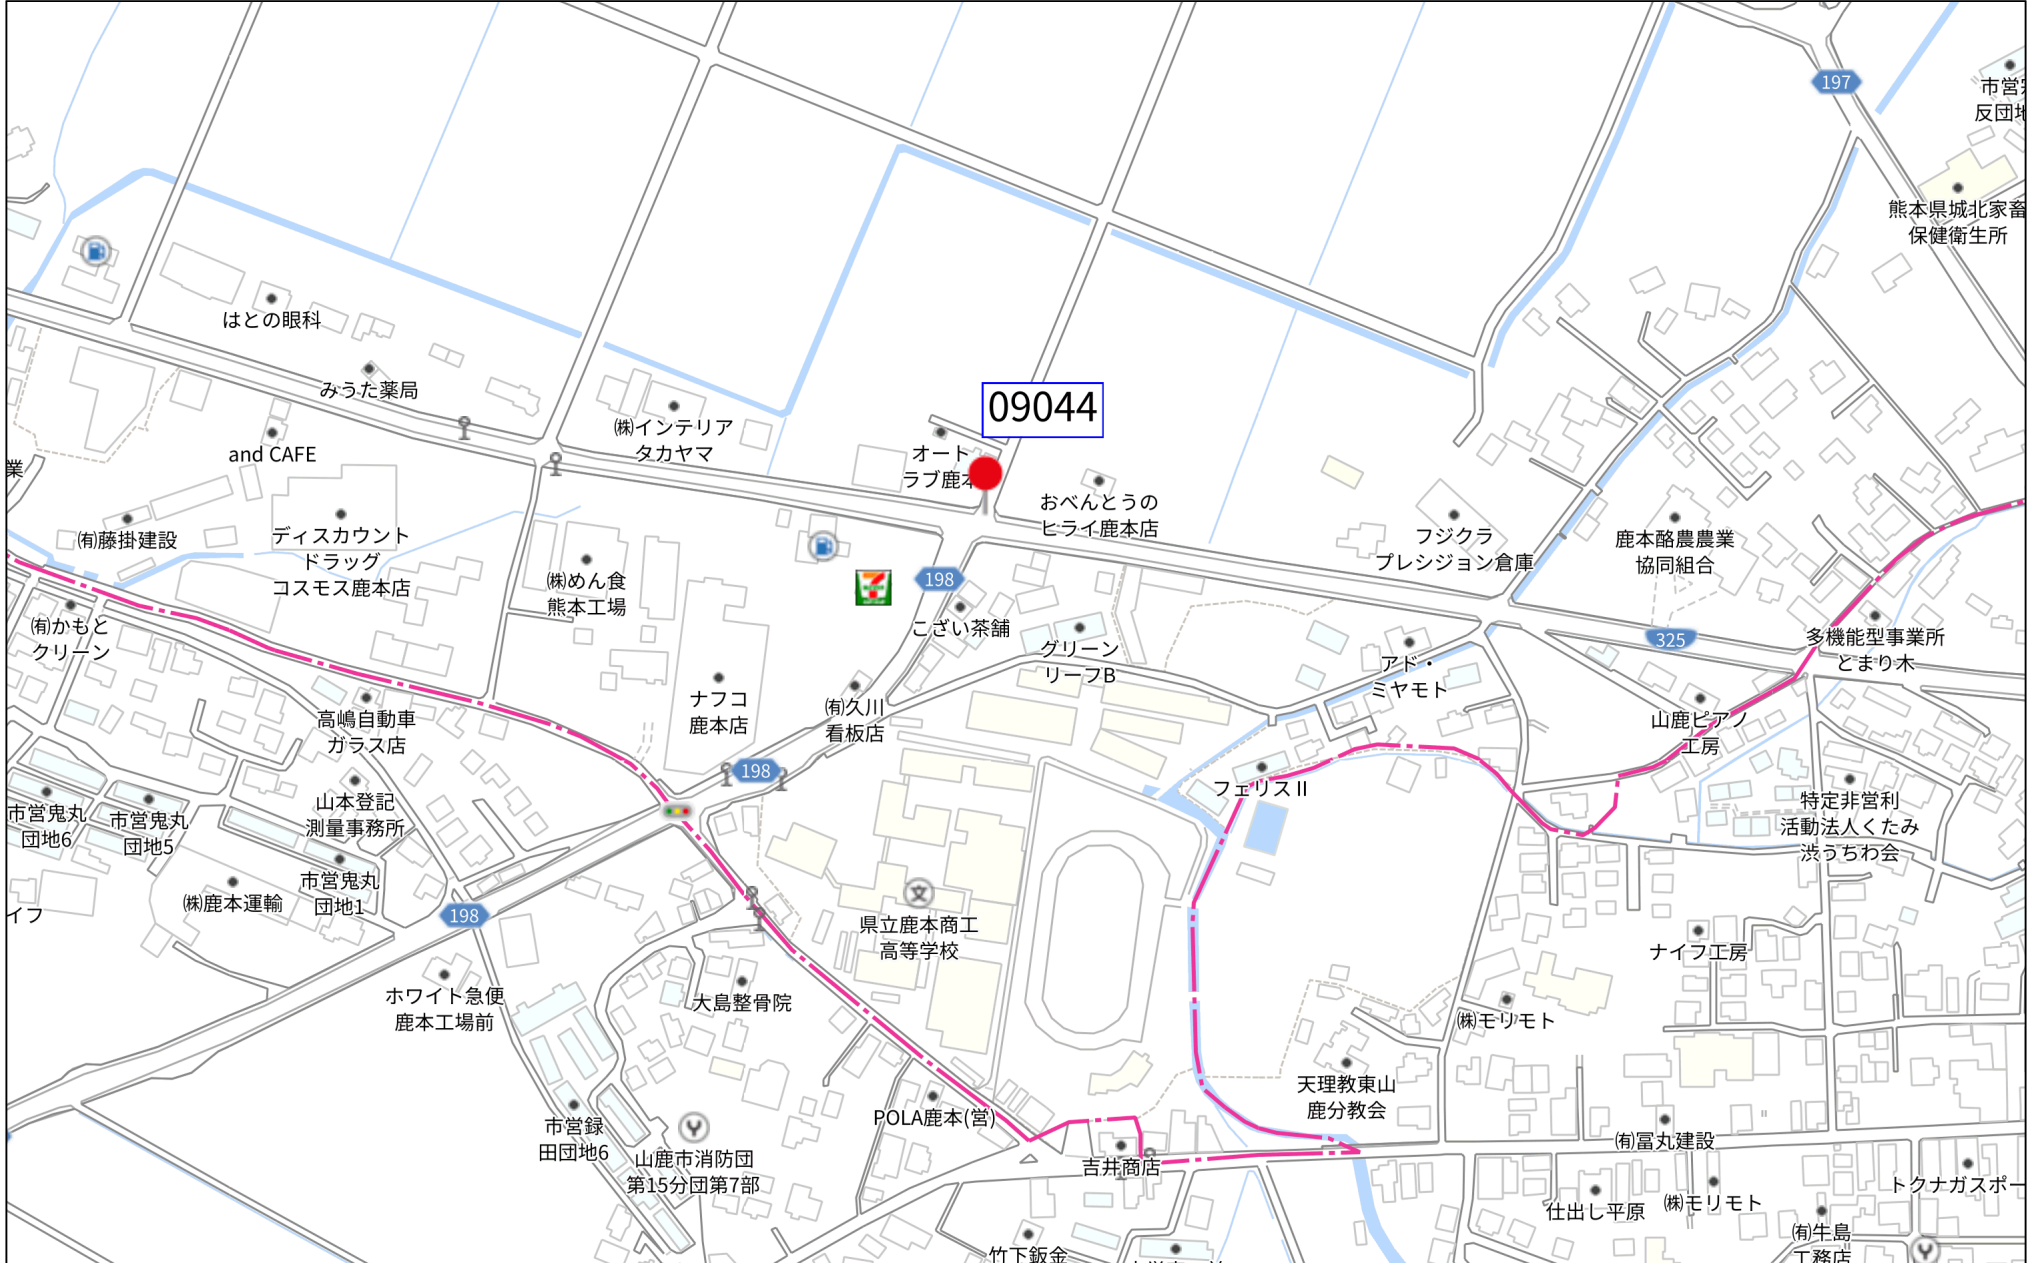 197
市営
反団地
熊本県城北家畜
保健衛生所
はとの眼科
みうた薬局
09044
㈱インテリア
タカヤマ
オート
ラブ鹿本
and CAFE
業
おべんとうの
ヒライ鹿本店
㈲藤掛建設
ディスカウント
ドラッグ
コスモス鹿本店
フジクラ
プレシジョン倉庫
鹿本酪農農業
協同組合
㈱めん食
熊本工場
198
こざい茶舗
㈲かもと
クリーン
グリーン
リーフB
アド・
ミヤモト
325
多機能型事業所
とまり木
ナフコ
鹿本店
㈲久川
看板店
高嶋自動車
ガラス店
山鹿ピアノ
工房
198
フェリスⅡ
市営鬼丸
団地6
市営鬼丸
団地5
山本登記
測量事務所
特定非営利
活動法人くたみ
渋うちわ会
市営鬼丸
団地1
㈱鹿本運輸
イフ
198
文
県立鹿本商工
高等学校
ナイフ工房
ホワイト急便
鹿本工場前
大島整骨院
㈱モリモト
天理教東山
鹿分教会
POLA鹿本(営)
市営録
田団地6
山鹿市消防団
第15分団第7部
吉井商店
㈲冨丸建設
トクナガスポー
仕出し平原
㈱モリモト
㈲牛島
工務店
竹下鈑金